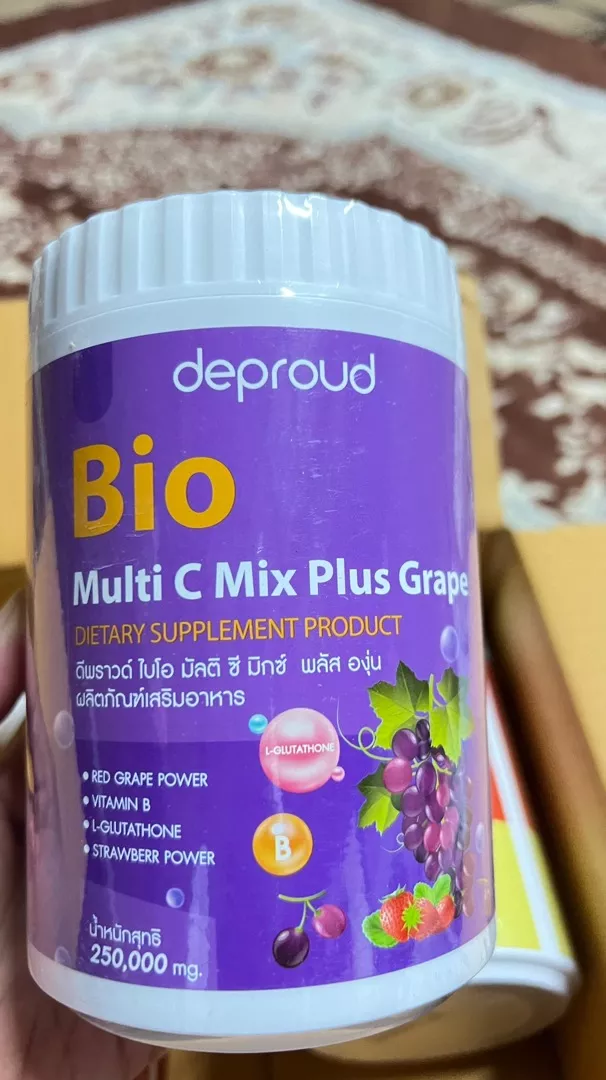 deproud
Bio
Multi C Mix Plus Grape
DIETARY SUPPLEMENT PRODUCT
ดีพราวด์ ไบโอ มัลติ ซี มิกซ์ พลัส องุ่น
ผลิตภัณฑ์เสริมอาหาร
L-GLUTATHONE
• RED GRAPE POWER
• VITAMIN B
• L-GLUTATHONE
• STRAWBERR POWER
B
น้ำหนักสุทธิ
250,000 mg.